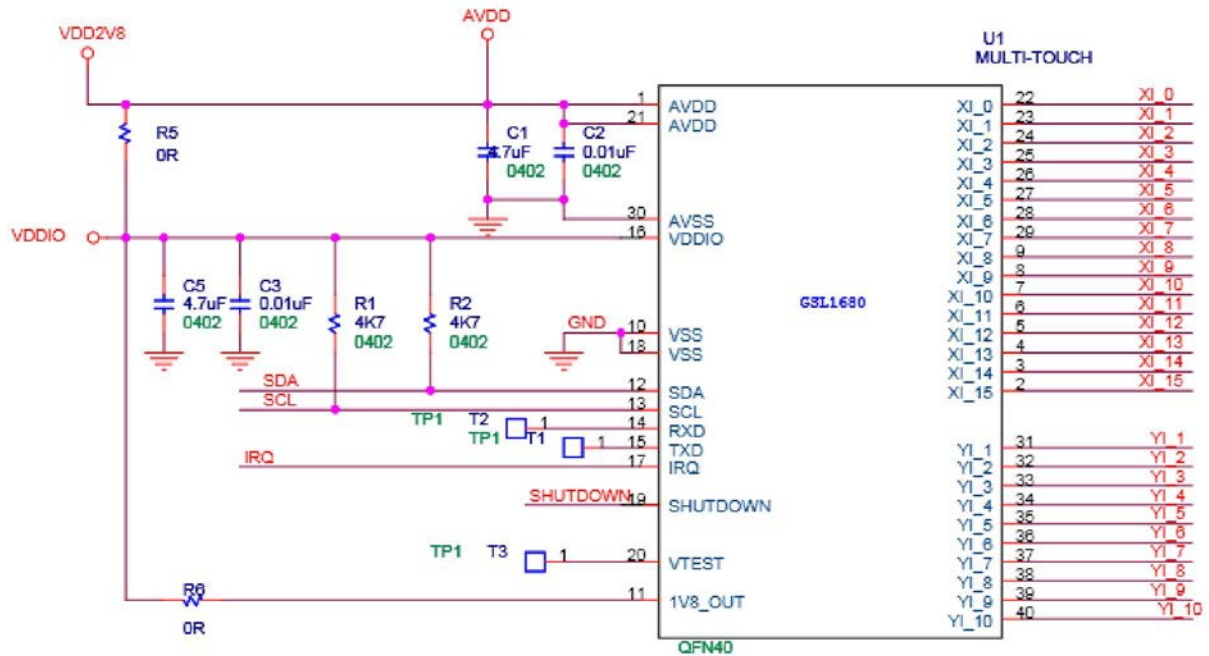 VDD2V8
AVDD
U1
MULTI-TOUCH
R5
0R
C1
4.7uF
0402
C2
0.01uF
0402
VDDIO
C5
4.7uF
0402
C3
0.01uF
0402
R1
4K7
0402
R2
4K7
0402
GND
SDA
SCL
TP1 T2 1
TP1 T1 1
IRQ
SHUTDOWN
TP1 T3 1
R6
0R
1 AVDD
21 AVDD
30 AVSS
16 VDDIO
10 VSS
18 VSS
12 SDA
13 SCL
14 RXD
15 TXD
17 IRQ
19 SHUTDOWN
20 VTEST
11 1V8_OUT
GSL1680
QFN40
XI_0 22 XI_0
XI_1 23 XI_1
XI_2 24 XI_2
XI_3 25 XI_3
XI_4 26 XI_4
XI_5 27 XI_5
XI_6 28 XI_6
XI_7 29 XI_7
XI_8 9 XI_8
XI_9 8 XI_9
XI_10 7 XI_10
XI_11 6 XI_11
XI_12 5 XI_12
XI_13 4 XI_13
XI_14 3 XI_14
XI_15 2 XI_15
YI_1 31 YI_1
YI_2 32 YI_2
YI_3 33 YI_3
YI_4 34 YI_4
YI_5 35 YI_5
YI_6 36 YI_6
YI_7 37 YI_7
YI_8 38 YI_8
YI_9 39 YI_9
YI_10 40 YI_10